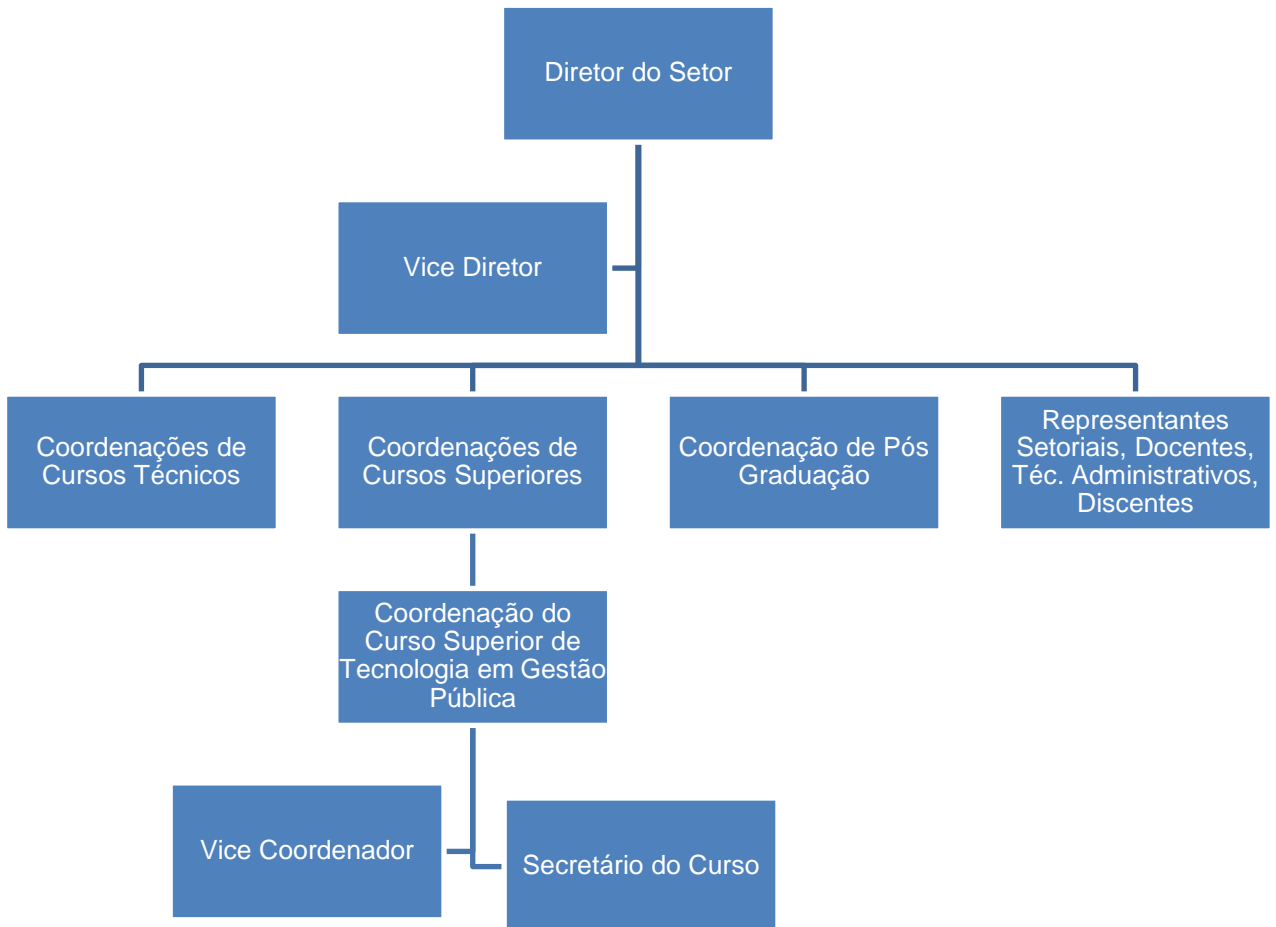 Diretor do Setor
Vice Diretor
Coordenações de
Cursos Técnicos
Coordenações de
Cursos Superiores
Coordenação de Pós
Graduação
Representantes
Setoriais, Docentes,
Téc. Administrativos,
Discentes
Coordenação do
Curso Superior de
Tecnologia em Gestão
Pública
Vice Coordenador
Secretário do Curso